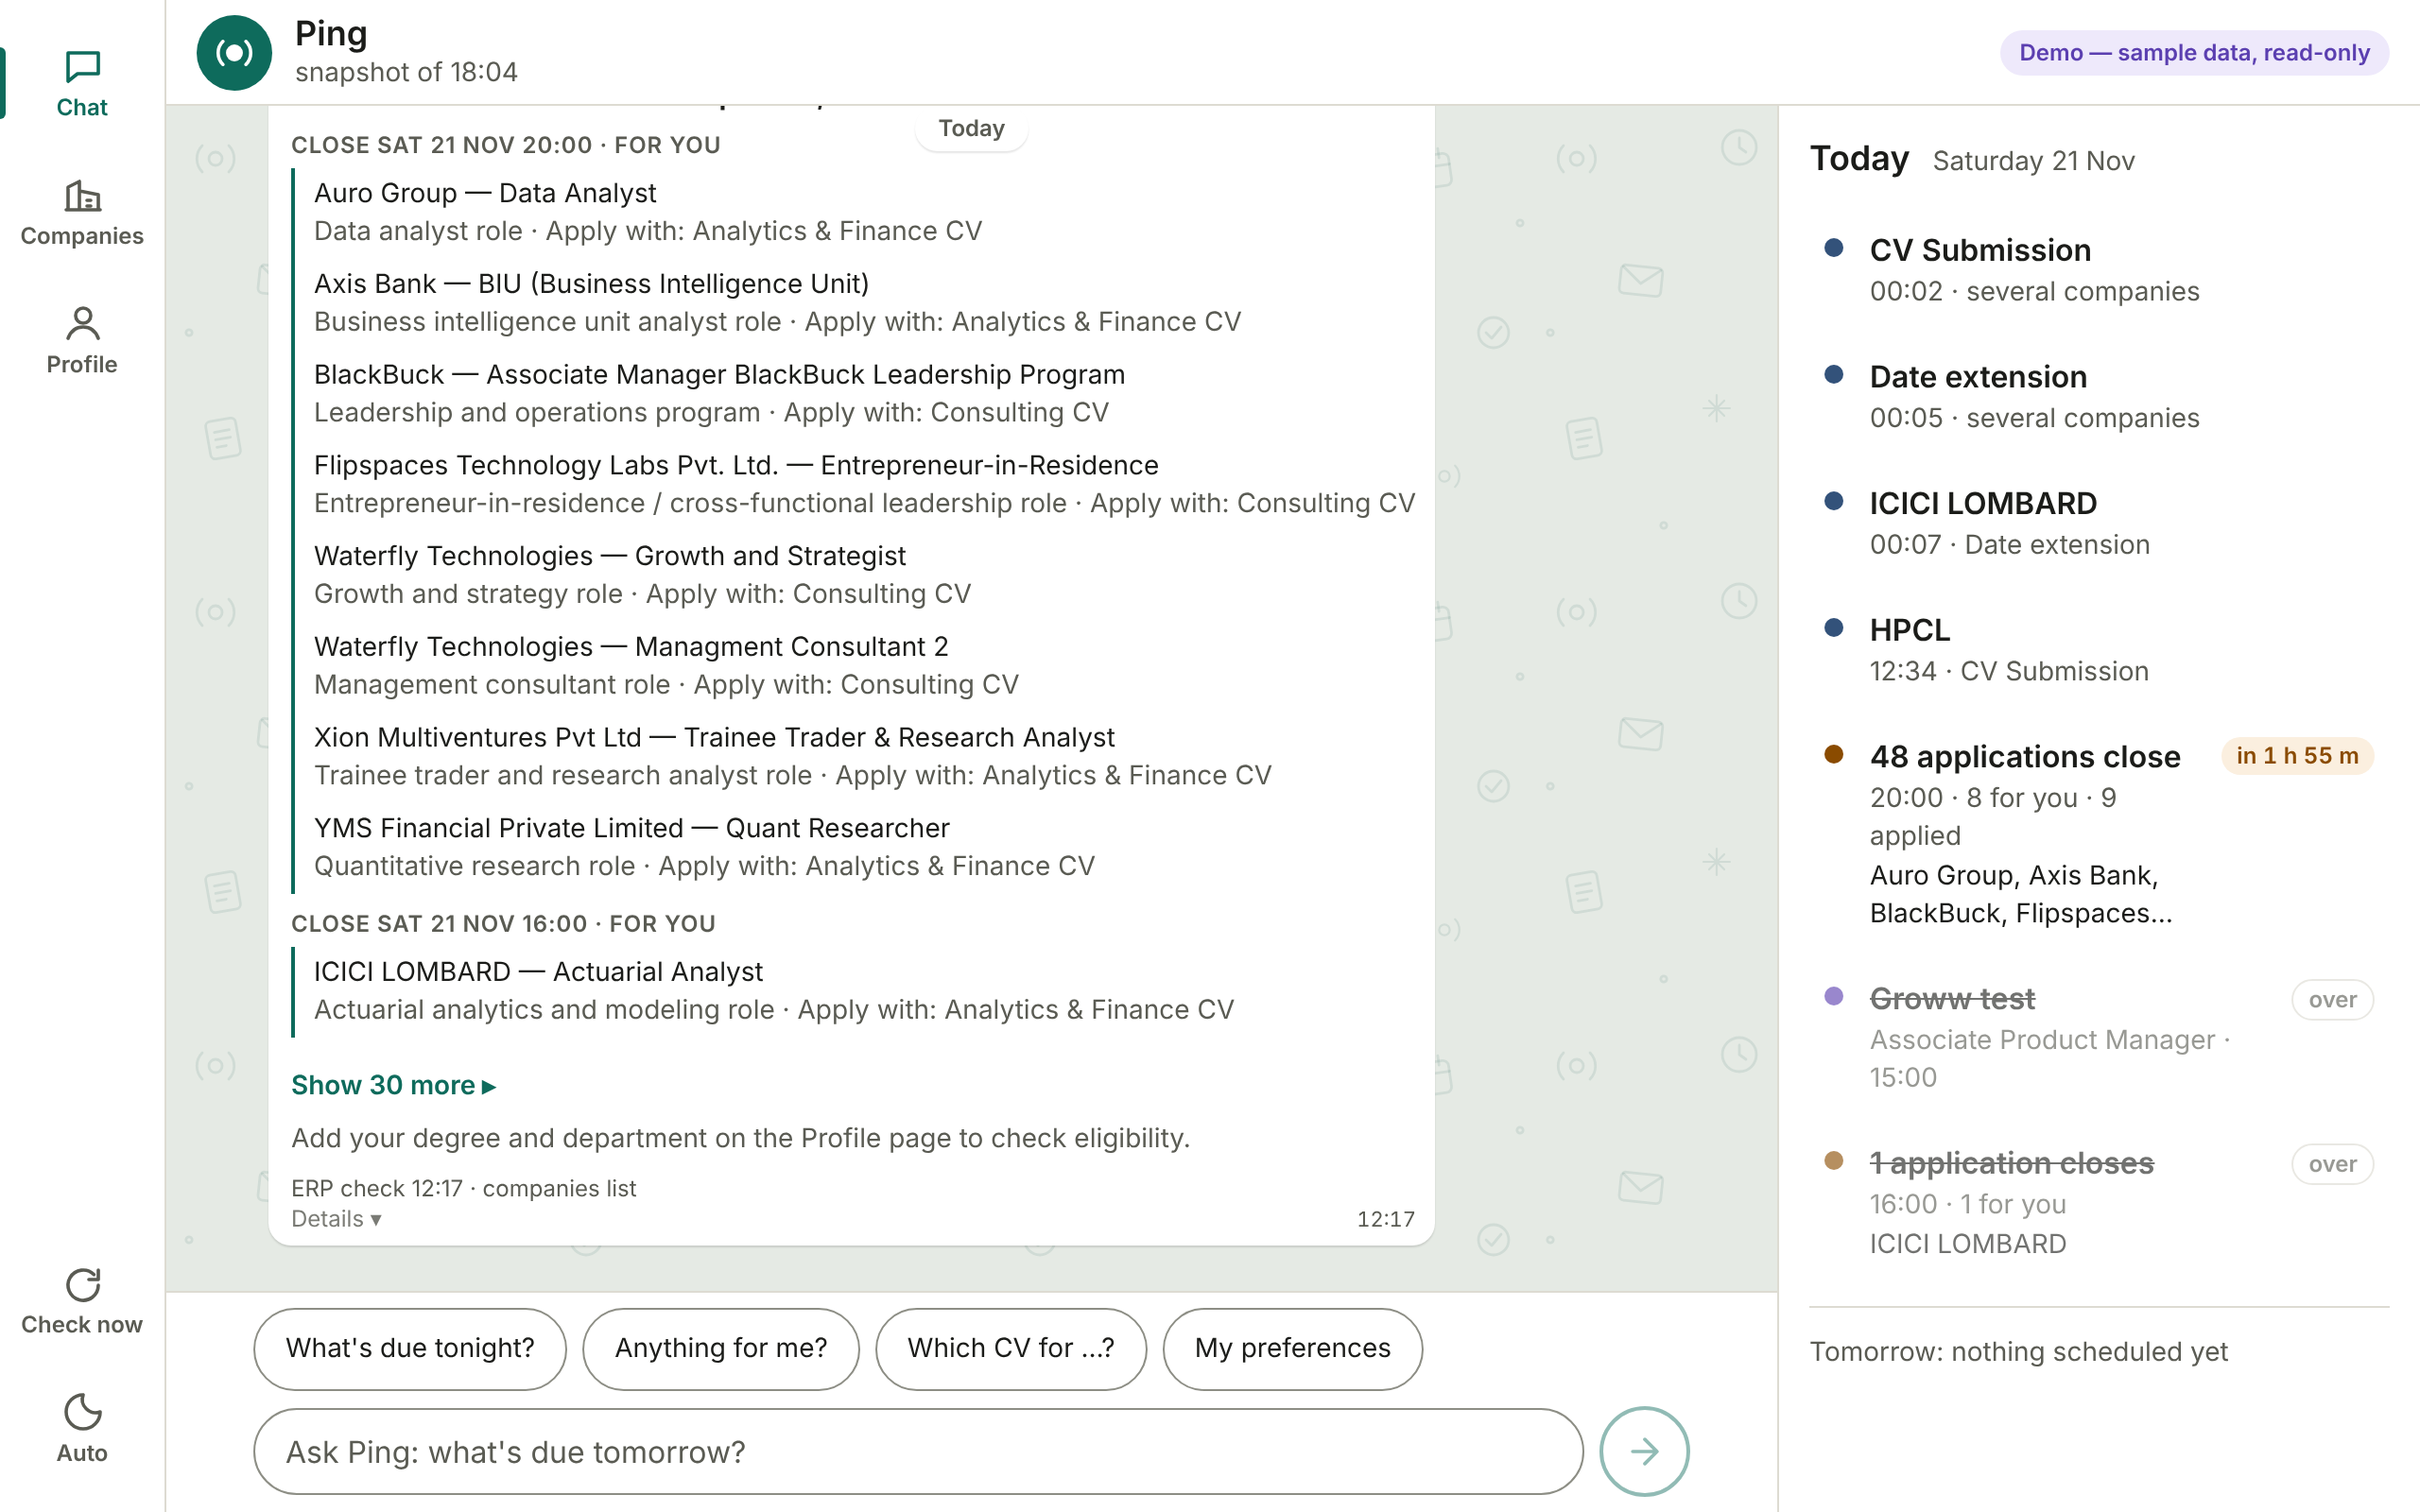 Chat
Companies
Profile
Check now
Auto
Ping
snapshot of 18:04
Demo — sample data, read-only
Today
CLOSE SAT 21 NOV 20:00 · FOR YOU
Auro Group — Data Analyst
Data analyst role · Apply with: Analytics & Finance CV
Axis Bank — BIU (Business Intelligence Unit)
Business intelligence unit analyst role · Apply with: Analytics & Finance CV
BlackBuck — Associate Manager BlackBuck Leadership Program
Leadership and operations program · Apply with: Consulting CV
Flipspaces Technology Labs Pvt. Ltd. — Entrepreneur-in-Residence
Entrepreneur-in-residence / cross-functional leadership role · Apply with: Consulting CV
Waterfly Technologies — Growth and Strategist
Growth and strategy role · Apply with: Consulting CV
Waterfly Technologies — Managment Consultant 2
Management consultant role · Apply with: Consulting CV
Xion Multiventures Pvt Ltd — Trainee Trader & Research Analyst
Trainee trader and research analyst role · Apply with: Analytics & Finance CV
YMS Financial Private Limited — Quant Researcher
Quantitative research role · Apply with: Analytics & Finance CV
CLOSE SAT 21 NOV 16:00 · FOR YOU
ICICI LOMBARD — Actuarial Analyst
Actuarial analytics and modeling role · Apply with: Analytics & Finance CV
Show 30 more ▸
Add your degree and department on the Profile page to check eligibility.
ERP check 12:17 · companies list
Details ▾
12:17
What's due tonight?
Anything for me?
Which CV for ...?
My preferences
Ask Ping: what's due tomorrow?
Today Saturday 21 Nov
CV Submission
00:02 · several companies
Date extension
00:05 · several companies
ICICI LOMBARD
00:07 · Date extension
HPCL
12:34 · CV Submission
48 applications close in 1 h 55 m
20:00 · 8 for you · 9
applied
Auro Group, Axis Bank,
BlackBuck, Flipspaces...
Groww test over
Associate Product Manager ·
15:00
1 application closes over
16:00 · 1 for you
ICICI LOMBARD
Tomorrow: nothing scheduled yet